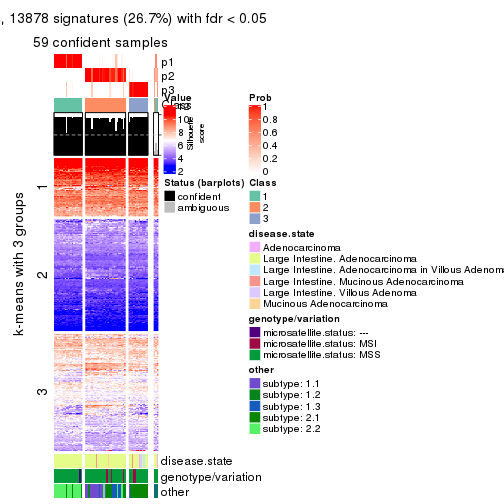 , 13878 signatures (26.7%) with fdr < 0.05
59 confident samples
p1
p2
p3
Class
1
2
3
k-means with 3 groups
disease.state
genotype/variation
other
Value
10
8
6
4
2
Silhouette
score
Status (barplots)
confident
ambiguous
Prob
1
0.8
0.6
0.4
0.2
0
Class
1
2
3
disease.state
Adenocarcinoma
Large Intestine. Adenocarcinoma
Large Intestine. Adenocarcinoma in Villous Adenom
Large Intestine. Mucinous Adenocarcinoma
Large Intestine. Villous Adenoma
Mucinous Adenocarcinoma
genotype/variation
microsatellite.status: ---
microsatellite.status: MSI
microsatellite.status: MSS
other
subtype: 1.1
subtype: 1.2
subtype: 1.3
subtype: 2.1
subtype: 2.2